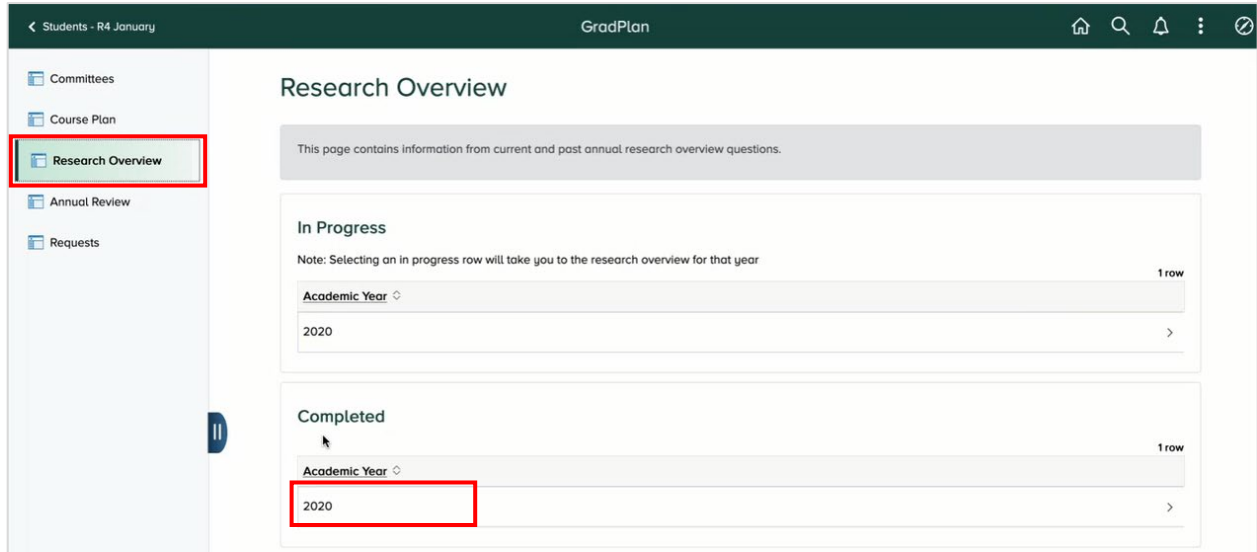 Students - R4 January
GradPlan
Committees
Course Plan
Research Overview
Annual Review
Requests
Research Overview
This page contains information from current and past annual research overview questions.
In Progress
Note: Selecting an in progress row will take you to the research overview for that year
1 row
Academic Year
2020
Completed
1 row
Academic Year
2020